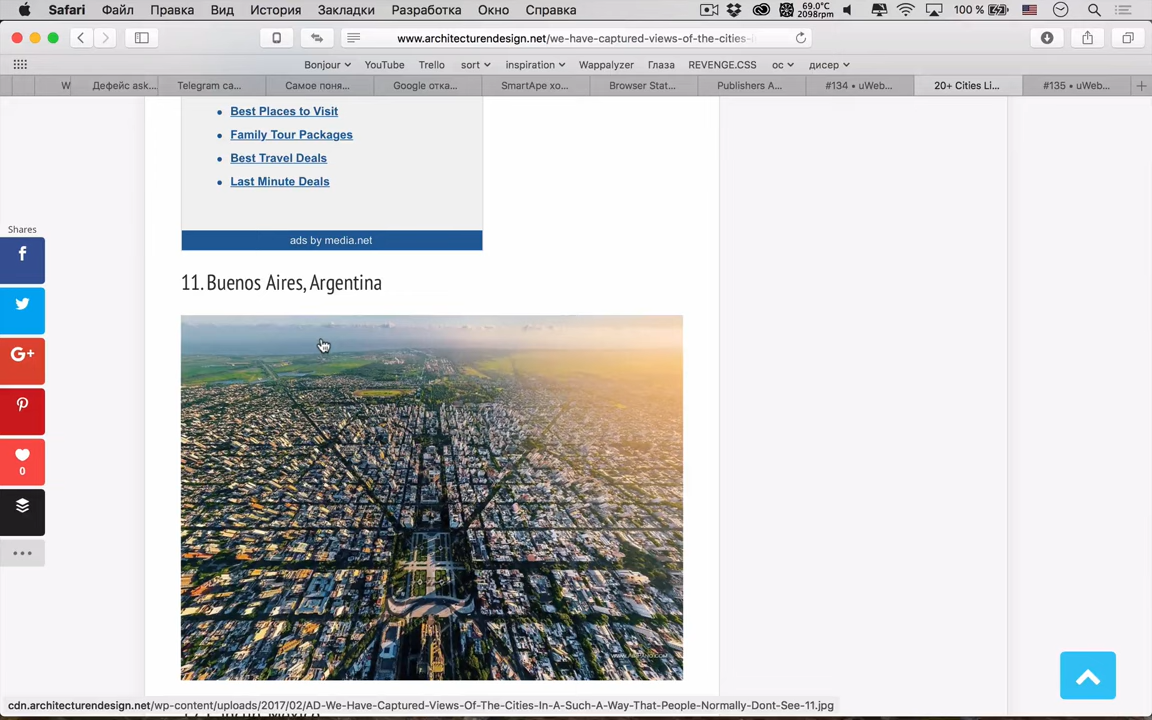 Safari Файл Правка Вид История Закладки Разработка Окно Справка 69.0°C 2098rpm 100 %
www.architecturendesign.net/we-have-captured-views-of-the-cities-i
Bonjour YouTube Trello sort inspiration Wappalyzer Глаза REVENGE.CSS ос дисер
W Дефейс ask... Telegram ca... Самое поня... Google отка... SmartApe хо... Browser Stat... Publishers A... #134 • uWeb... 20+ Cities Li... #135 • uWeb...
Best Places to Visit
Family Tour Packages
Best Travel Deals
Last Minute Deals
ads by media.net
Shares
f
G+
0
11. Buenos Aires, Argentina
cdn.architecturendesign.net/wp-content/uploads/2017/02/AD-We-Have-Captured-Views-Of-The-Cities-In-A-Such-A-Way-That-People-Normally-Dont-See-11.jpg